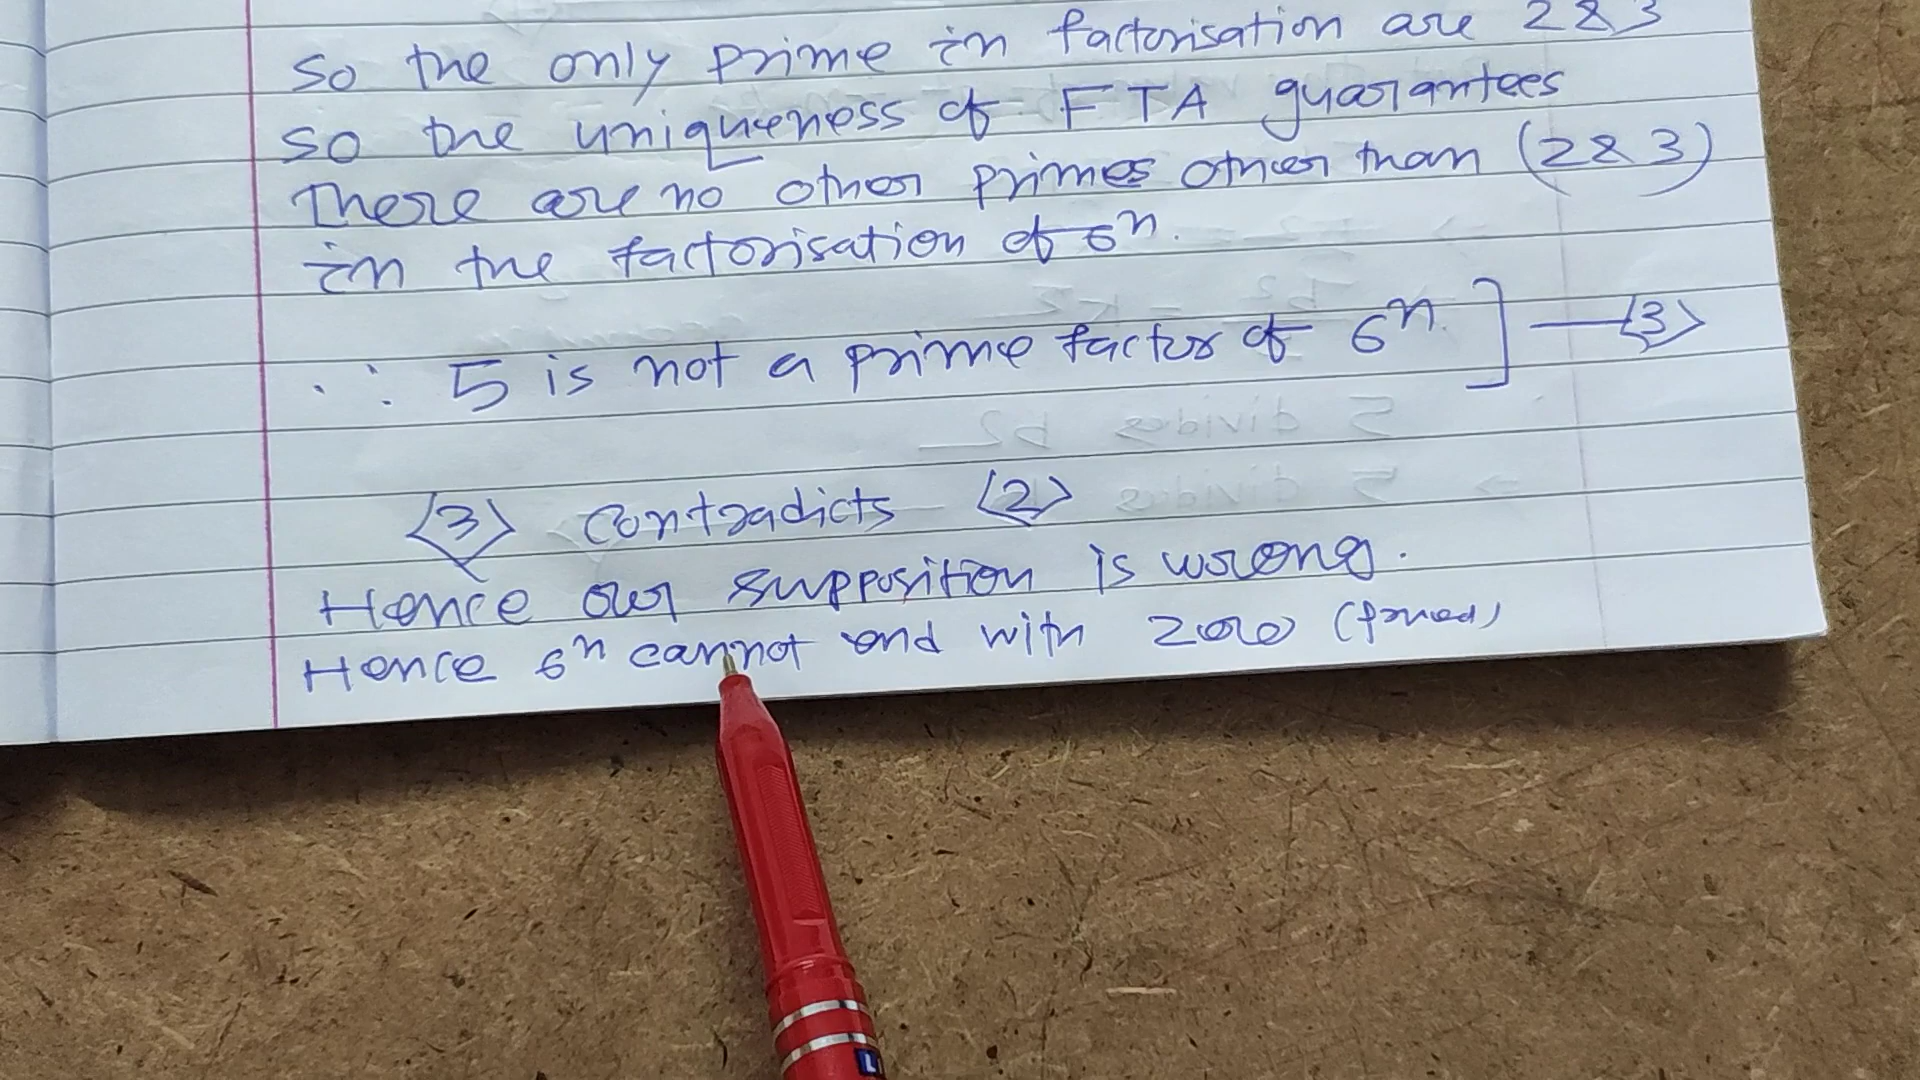 So the only prime in factorisation are 2 & 3
So the uniqueness of FTA guarantees
There are no other primes other than (2 & 3)
in the factorisation of 6ⁿ.
∴ 5 is not a prime factor of 6ⁿ ] — <3>
<3> contradicts <2>
Hence our supposition is wrong.
Hence 6ⁿ cannot end with zero (proved)